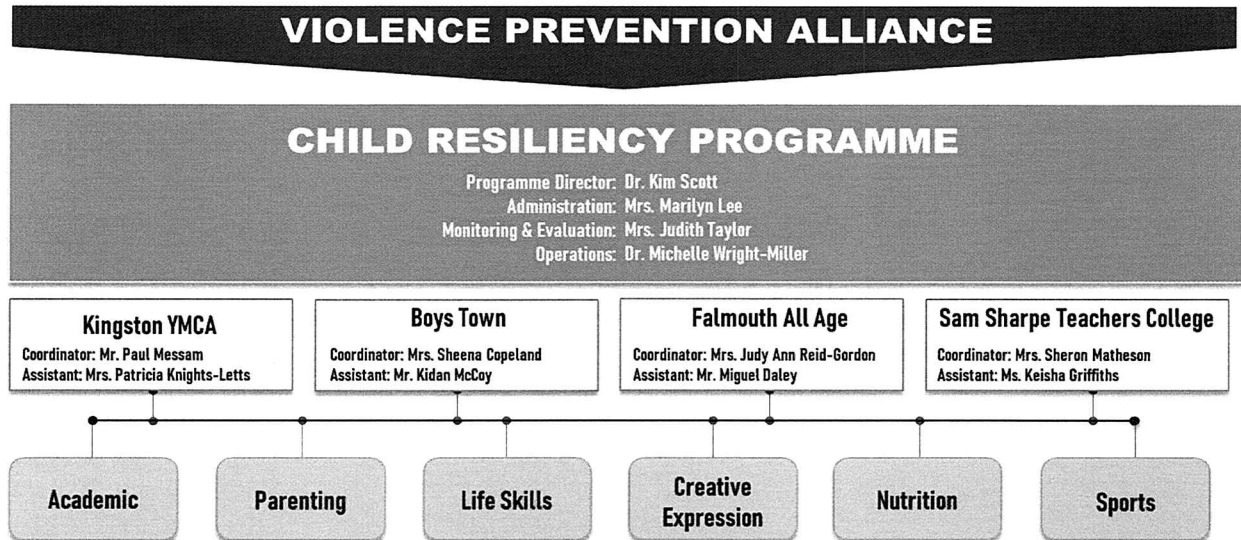 VIOLENCE PREVENTION ALLIANCE
CHILD RESILIENCY PROGRAMME
Programme Director: Dr. Kim Scott
Administration: Mrs. Marilyn Lee
Monitoring & Evaluation: Mrs. Judith Taylor
Operations: Dr. Michelle Wright-Miller
Kingston YMCA
Coordinator: Mr. Paul Messam
Assistant: Mrs. Patricia Knights-Letts
Boys Town
Coordinator: Mrs. Sheena Copeland
Assistant: Mr. Kidan McCoy
Falmouth All Age
Coordinator: Mrs. Judy Ann Reid-Gordon
Assistant: Mr. Miguel Daley
Sam Sharpe Teachers College
Coordinator: Mrs. Sheron Matheson
Assistant: Ms. Keisha Griffiths
Academic
Parenting
Life Skills
Creative
Expression
Nutrition
Sports